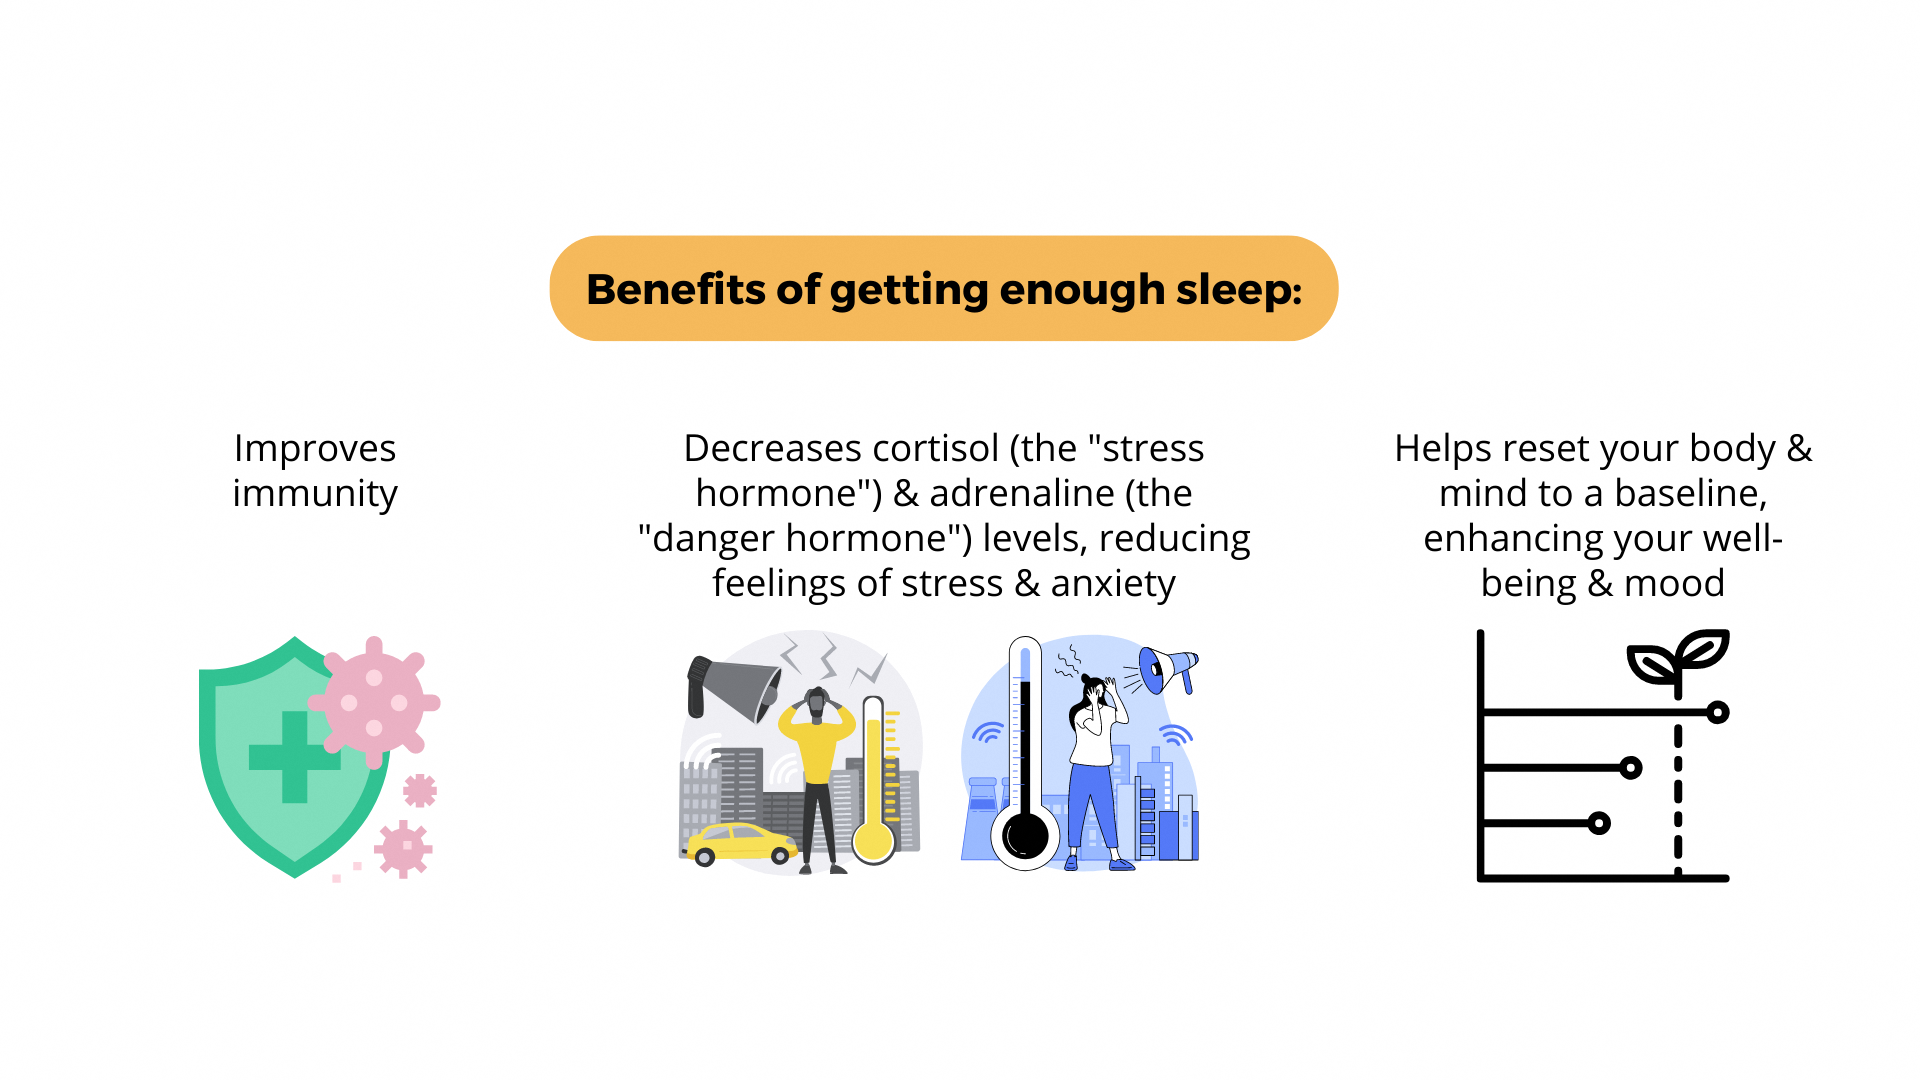 Benefits of getting enough sleep:
Improves
immunity
Decreases cortisol (the "stress
hormone") & adrenaline (the
"danger hormone") levels, reducing
feelings of stress & anxiety
Helps reset your body &
mind to a baseline,
enhancing your well-
being & mood